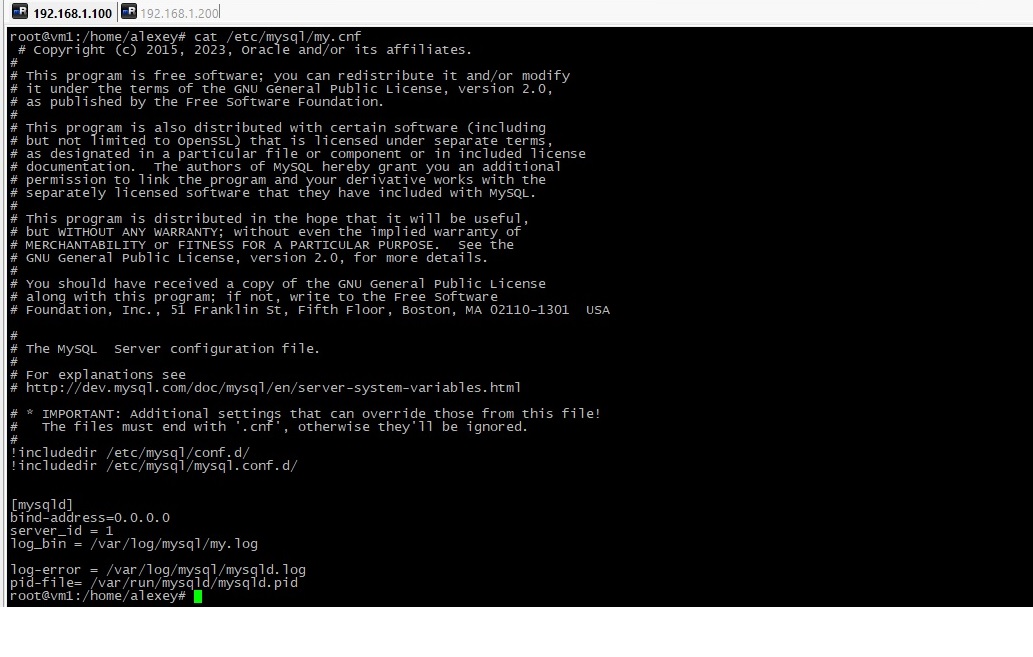 192.168.1.100 192.168.1.200
root@vm1:/home/alexey# cat /etc/mysql/my.cnf
# Copyright (c) 2015, 2023, Oracle and/or its affiliates.
#
# This program is free software; you can redistribute it and/or modify
# it under the terms of the GNU General Public License, version 2.0,
# as published by the Free Software Foundation.
#
# This program is also distributed with certain software (including
# but not limited to OpenSSL) that is licensed under separate terms,
# as designated in a particular file or component or in included license
# documentation.  The authors of MySQL hereby grant you an additional
# permission to link the program and your derivative works with the
# separately licensed software that they have included with MySQL.
#
# This program is distributed in the hope that it will be useful,
# but WITHOUT ANY WARRANTY; without even the implied warranty of
# MERCHANTABILITY or FITNESS FOR A PARTICULAR PURPOSE.  See the
# GNU General Public License, version 2.0, for more details.
#
# You should have received a copy of the GNU General Public License
# along with this program; if not, write to the Free Software
# Foundation, Inc., 51 Franklin St, Fifth Floor, Boston, MA 02110-1301  USA
#
# The MySQL  Server configuration file.
#
# For explanations see
# http://dev.mysql.com/doc/mysql/en/server-system-variables.html
# * IMPORTANT: Additional settings that can override those from this file!
#   The files must end with '.cnf', otherwise they'll be ignored.
#
!includedir /etc/mysql/conf.d/
!includedir /etc/mysql/mysql.conf.d/
[mysqld]
bind-address=0.0.0.0
server_id = 1
log_bin = /var/log/mysql/my.log
log-error = /var/log/mysql/mysqld.log
pid-file= /var/run/mysqld/mysqld.pid
root@vm1:/home/alexey#